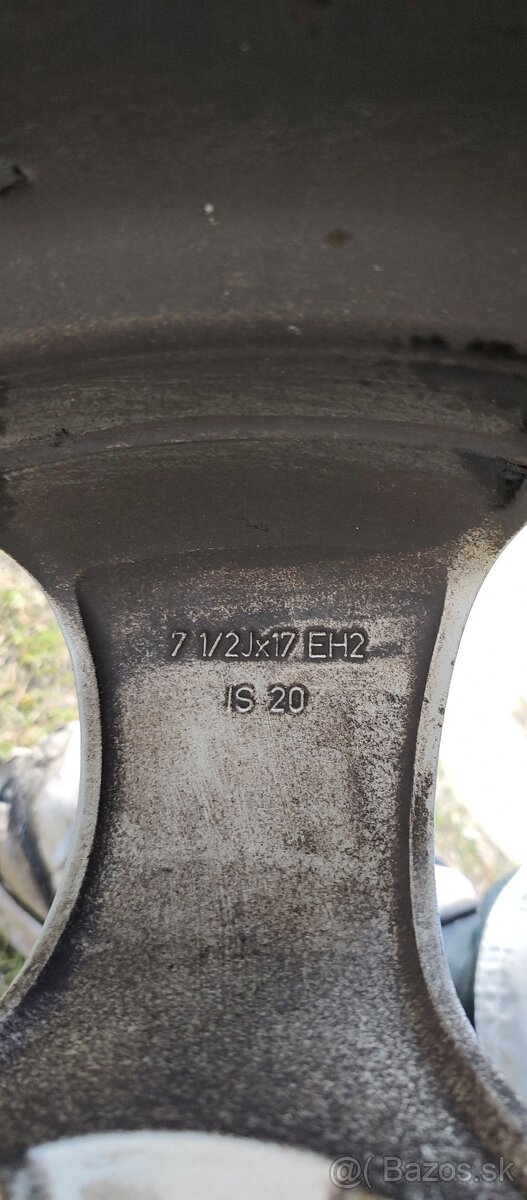 7 1/2Jx17 EH2
IS 20
@( Bazos.sk